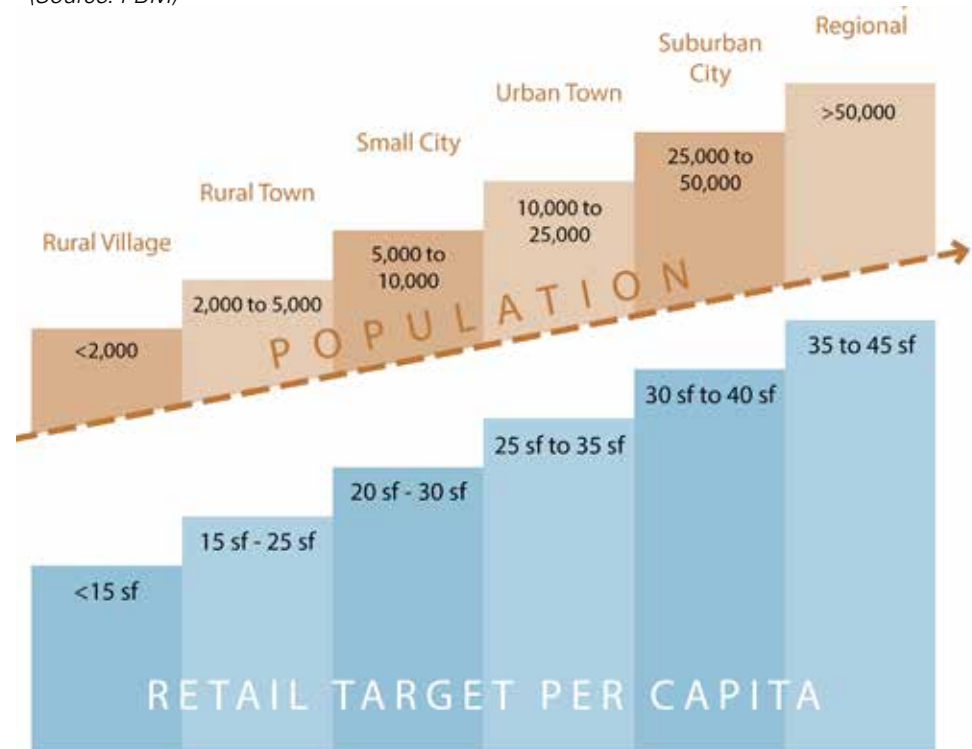 Regional
Suburban
City
Urban Town
Small City
Rural Town
Rural Village
>50,000
25,000 to
50,000
10,000 to
25,000
5,000 to
10,000
2,000 to 5,000
<2,000
POPULATION
35 to 45 sf
30 sf to 40 sf
25 sf to 35 sf
20 sf - 30 sf
15 sf - 25 sf
<15 sf
RETAIL TARGET PER CAPITA